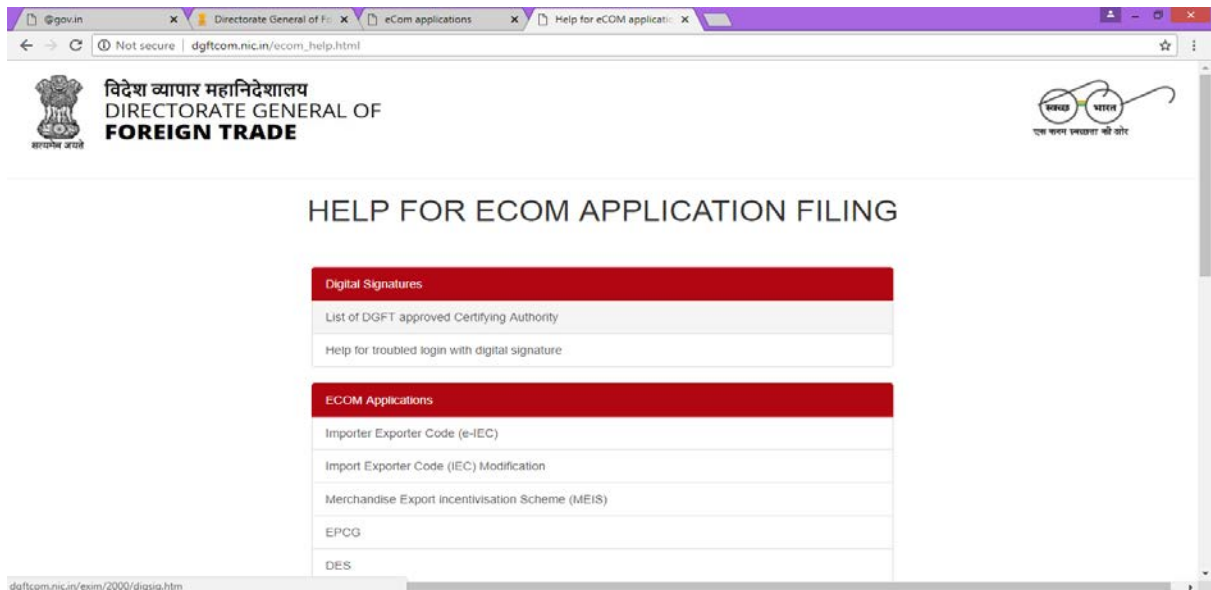 @gov.in
Directorate General of Fo
eCom applications
Help for eCOM applicatio
Not secure | dgftcom.nic.in/ecom_help.html
विदेश व्यापार महानिदेशालय
DIRECTORATE GENERAL OF
FOREIGN TRADE
सत्यमेव जयते
स्वच्छ भारत
एक कदम स्वच्छता की ओर
HELP FOR ECOM APPLICATION FILING
Digital Signatures
List of DGFT approved Certifying Authority
Help for troubled login with digital signature
ECOM Applications
Importer Exporter Code (e-IEC)
Import Exporter Code (IEC) Modification
Merchandise Export incentivisation Scheme (MEIS)
EPCG
DES
dgftcom.nic.in/exim/2000/digsig.htm